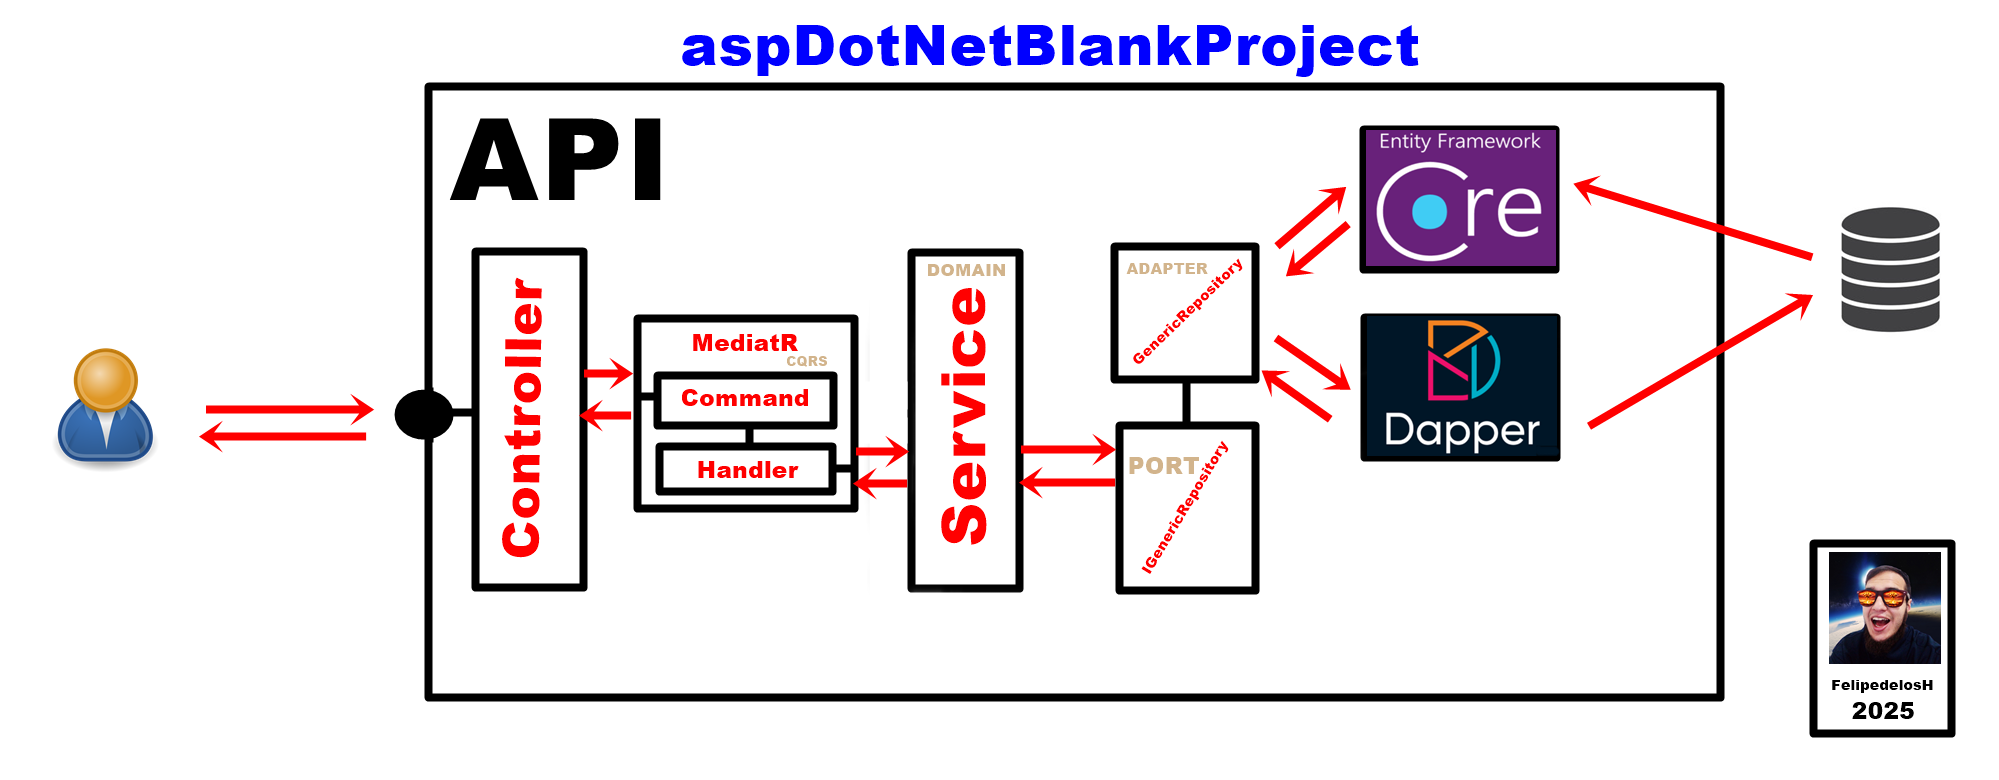 aspDotNetBlankProject
API
Controller
MediatR
CQRS
Command
Handler
DOMAIN
Service
ADAPTER
GenericRepository
PORT
IGenericRepository
Entity Framework
Core
Dapper
FelipedelosH
2025